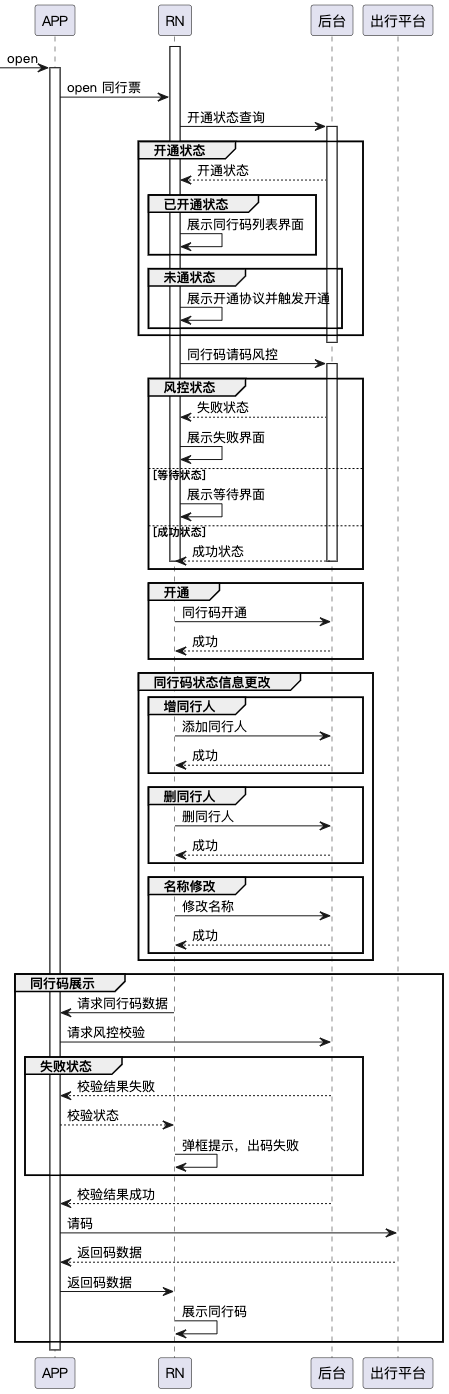 APP RN 后台 出行平台
open
open 同行票
开通状态查询
开通状态
开通状态
已开通状态
展示同行码列表界面
未通状态
展示开通协议并触发开通
同行码请码风控
风控状态
失败状态
展示失败界面
[等待状态]
展示等待界面
[成功状态]
成功状态
开通
同行码开通
成功
同行码状态信息更改
增同行人
添加同行人
成功
删同行人
删同行人
成功
名称修改
修改名称
成功
同行码展示
请求同行码数据
请求风控校验
失败状态
校验结果失败
校验状态
弹框提示，出码失败
校验结果成功
请码
返回码数据
返回码数据
展示同行码
APP RN 后台 出行平台